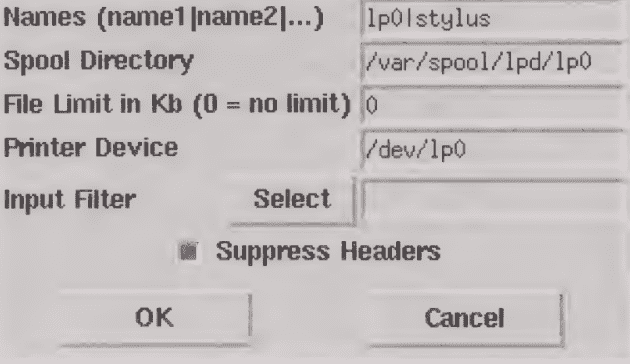 Names (name1|name2|...) lp0|stylus
Spool Directory /var/spool/lpd/lp0
File Limit in Kb (0 = no limit) 0
Printer Device /dev/lp0
Input Filter Select
Suppress Headers
OK Cancel